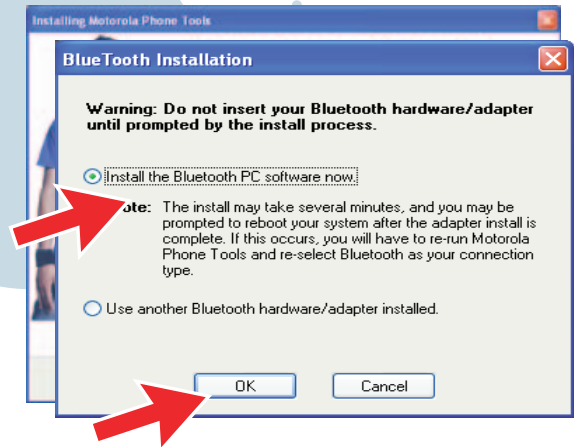 Installing Motorola Phone Tools
BlueTooth Installation
Warning: Do not insert your Bluetooth hardware/adapter
until prompted by the install process.
Install the Bluetooth PC software now.
ote: The install may take several minutes, and you may be
prompted to reboot your system after the adapter install is
complete. If this occurs, you will have to re-run Motorola
Phone Tools and re-select Bluetooth as your connection
type.
Use another Bluetooth hardware/adapter installed.
OK Cancel